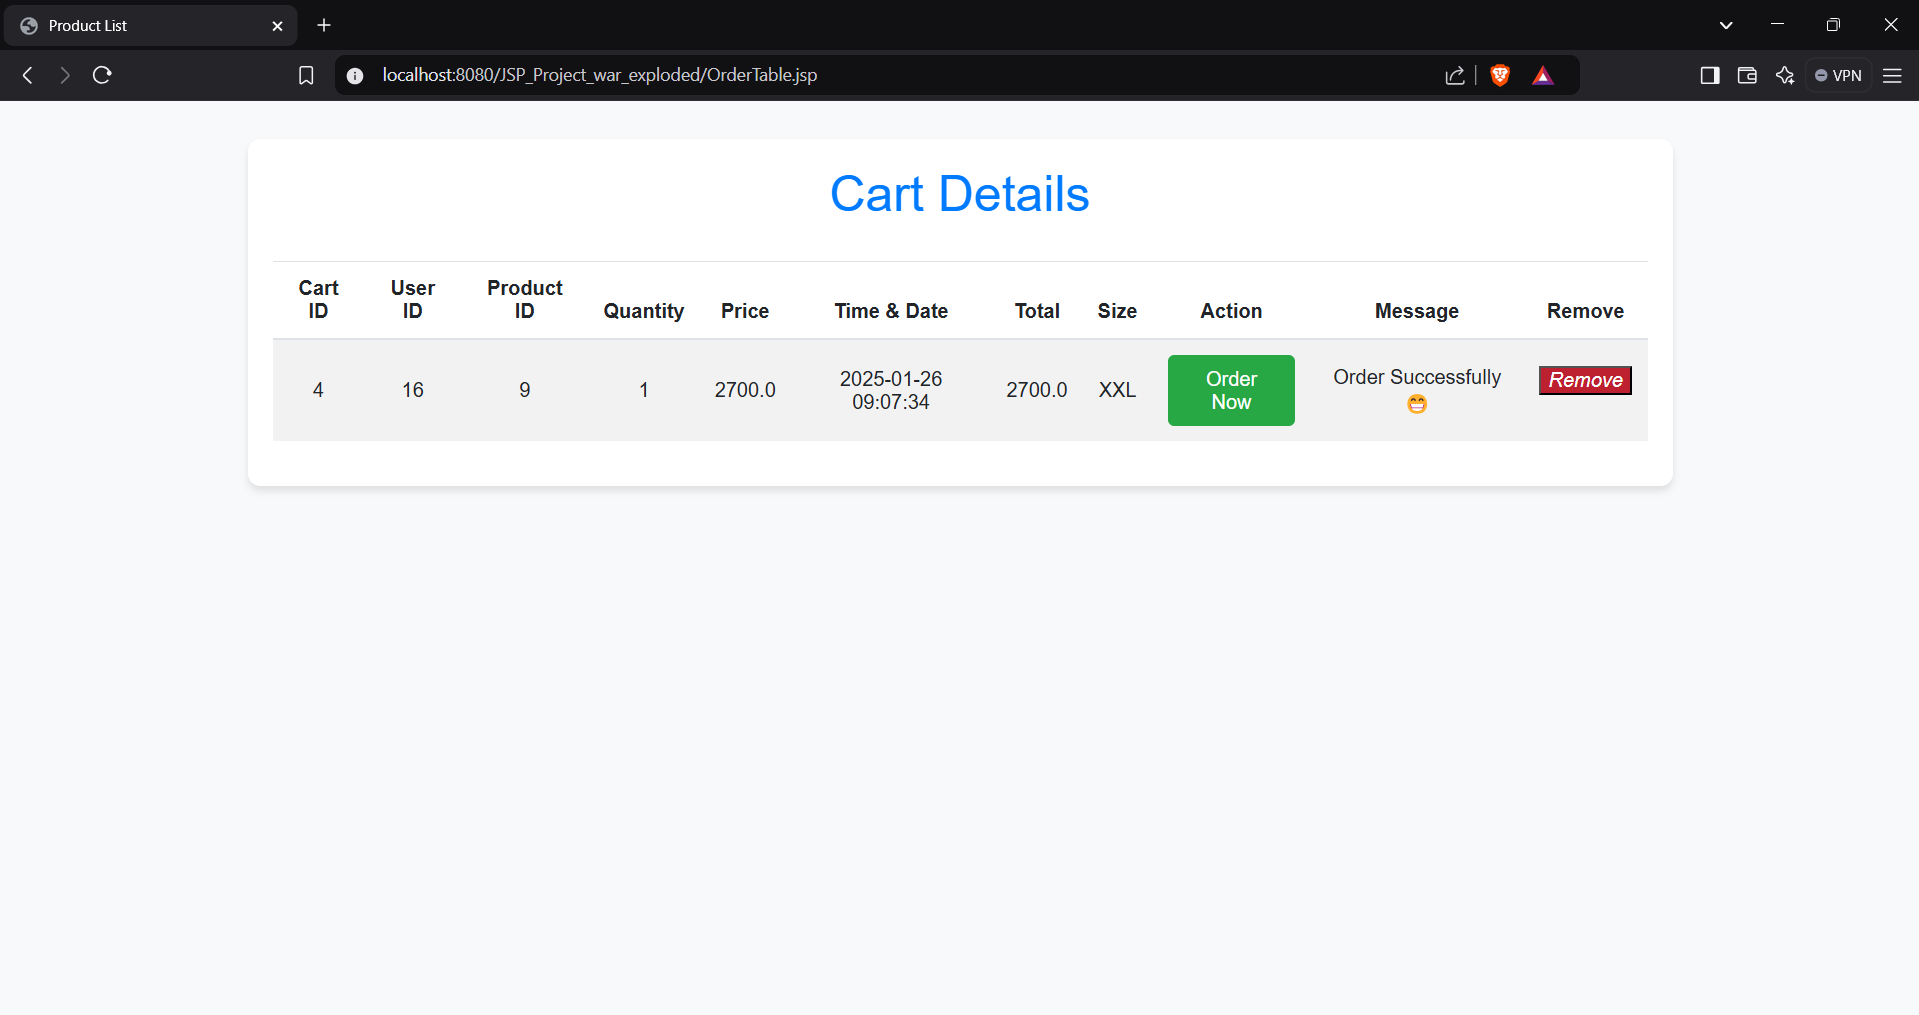 Product List
localhost:8080/JSP_Project_war_exploded/OrderTable.jsp
VPN
Cart Details
Cart ID
User ID
Product ID
Quantity
Price
Time & Date
Total
Size
Action
Message
Remove
4
16
9
1
2700.0
2025-01-26
09:07:34
2700.0
XXL
Order
Now
Order Successfully
😁
Remove